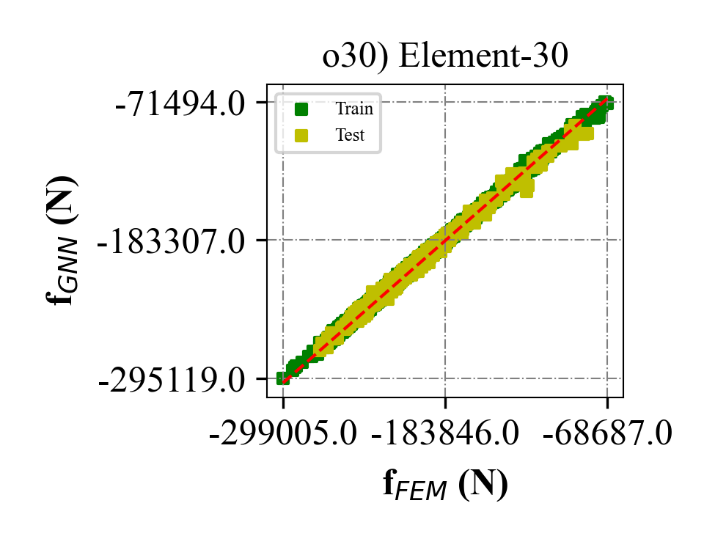 o30) Element-30
Train
Test
-71494.0
-183307.0
-295119.0
f_GNN (N)
-299005.0 -183846.0 -68687.0
f_FEM (N)